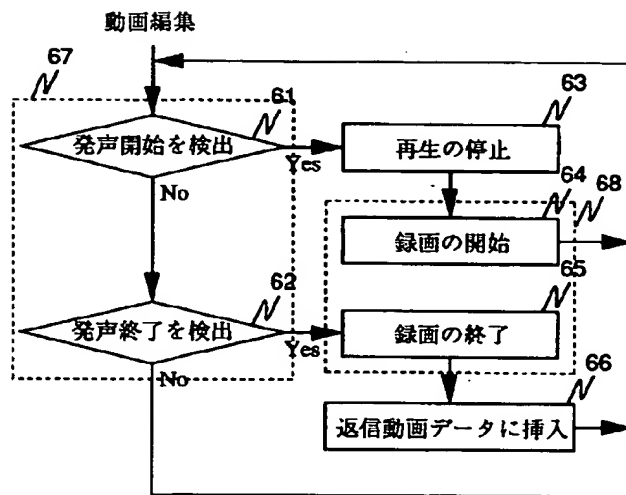 動画編集
67
61
63
発声開始を検出
Yes
再生の停止
No
64
68
録画の開始
62
65
発声終了を検出
Yes
録画の終了
No
66
返信動画データに挿入